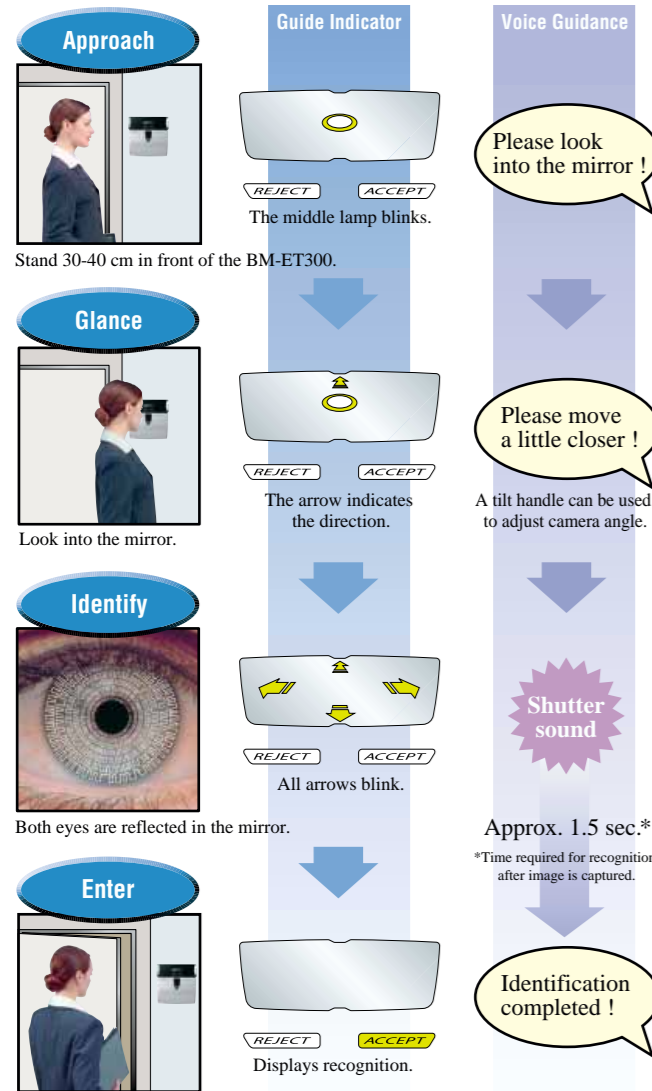 Guide Indicator
Voice Guidance
Approach
Please look
into the mirror !
REJECT
ACCEPT
The middle lamp blinks.
Stand 30-40 cm in front of the BM-ET300.
Glance
Please move
a little closer !
REJECT
ACCEPT
The arrow indicates
the direction.
A tilt handle can be used
to adjust camera angle.
Look into the mirror.
Identify
Shutter
sound
REJECT
ACCEPT
All arrows blink.
Both eyes are reflected in the mirror.
Approx. 1.5 sec.*
*Time required for recognition
after image is captured.
Enter
Identification
completed !
REJECT
ACCEPT
Displays recognition.